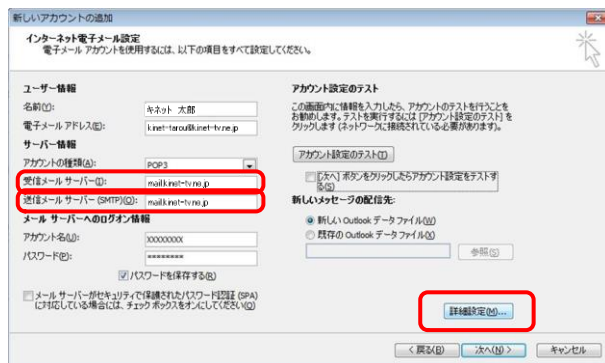 新しいアカウントの追加
インターネット電子メール設定
電子メール アカウントを使用するには、以下の項目をすべて設定してください。
ユーザー情報
名前(Y):
キネット 太郎
電子メール アドレス(E):
kinet-tarou@kinet-tv.ne.jp
サーバー情報
アカウントの種類(A):
POP3
受信メール サーバー(I):
mail.kinet-tv.ne.jp
送信メール サーバー (SMTP)(O):
mail.kinet-tv.ne.jp
メール サーバーへのログオン情報
アカウント名(U):
xxxxxxxx
パスワード(P):
********
パスワードを保存する(R)
メール サーバーがセキュリティで保護されたパスワード認証 (SPA)
に対応している場合には、チェック ボックスをオンにしてください(Q)
アカウント設定のテスト
この画面内に情報を入力したら、アカウントのテストを行うことを
お勧めします。テストを実行するには [アカウント設定のテスト] を
クリックします (ネットワークに接続されている必要があります)。
アカウント設定のテスト(T)
[次へ] ボタンをクリックしたらアカウント設定をテストす
る(S)
新しいメッセージの配信先:
新しい Outlook データ ファイル(W)
既存の Outlook データ ファイル(X)
参照(S)
詳細設定(M)...
< 戻る(B)
次へ(N) >
キャンセル